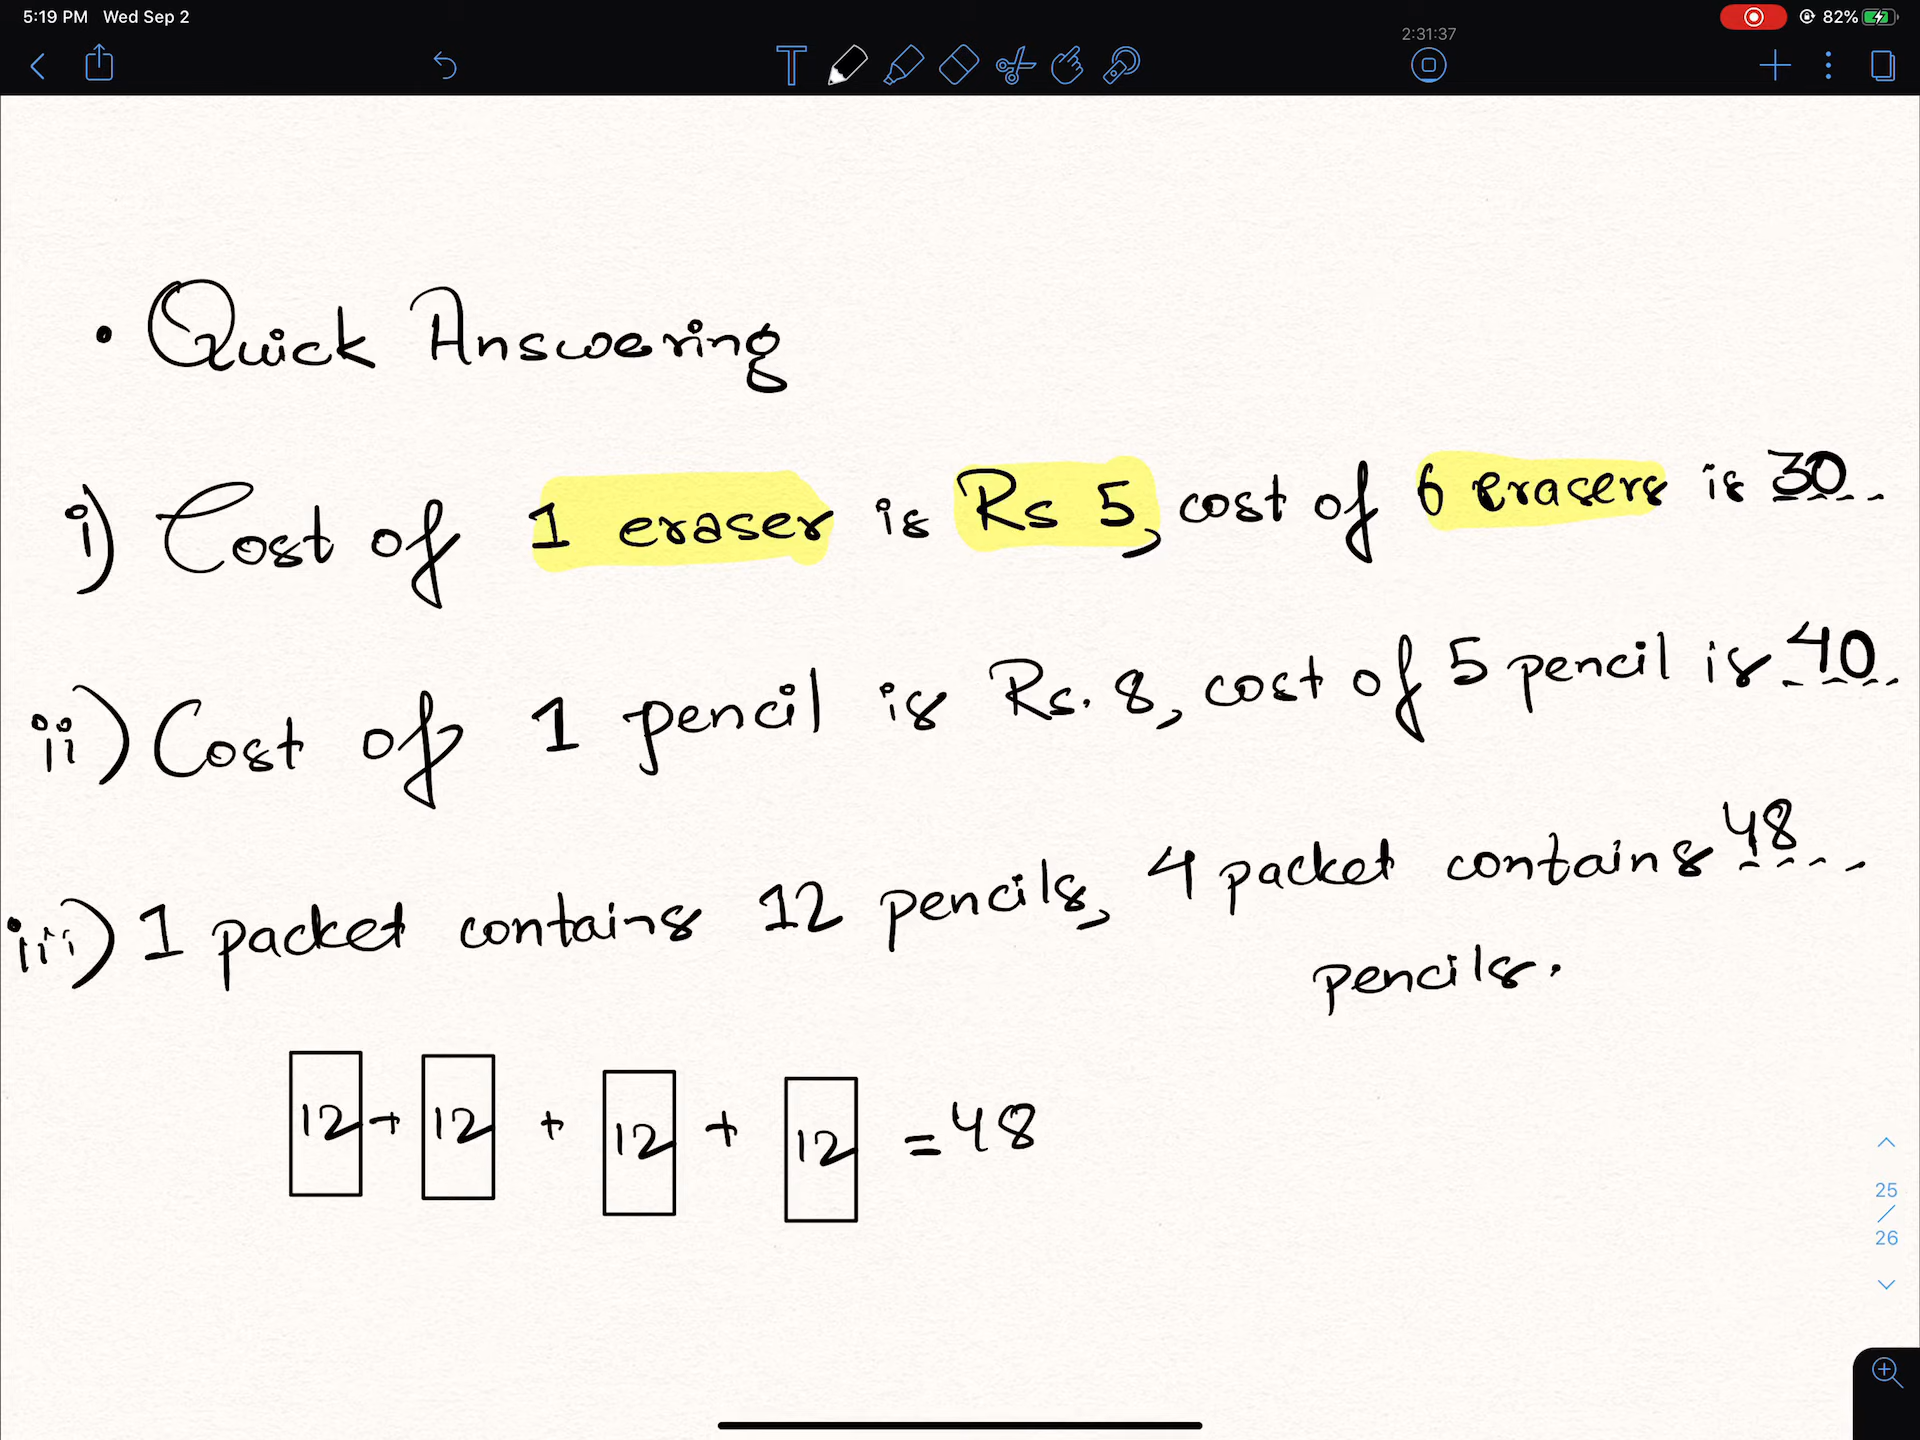 5:19 PM Wed Sep 2
82%
2:31:37
• Quick Answering
i) Cost of 1 eraser is Rs 5, cost of 6 erasers is 30
ii) Cost of 1 pencil is Rs. 8, cost of 5 pencil is 40
iii) 1 packet contains 12 pencils, 4 packet contains 48
pencils.
12 + 12 + 12 + 12 = 48
25
/
26